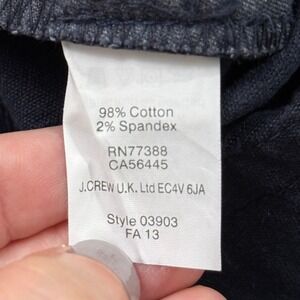 98% Cotton
2% Spandex
RN77388
CA56445
J.CREW U.K. Ltd EC4V 6JA
Style 03903
FA 13